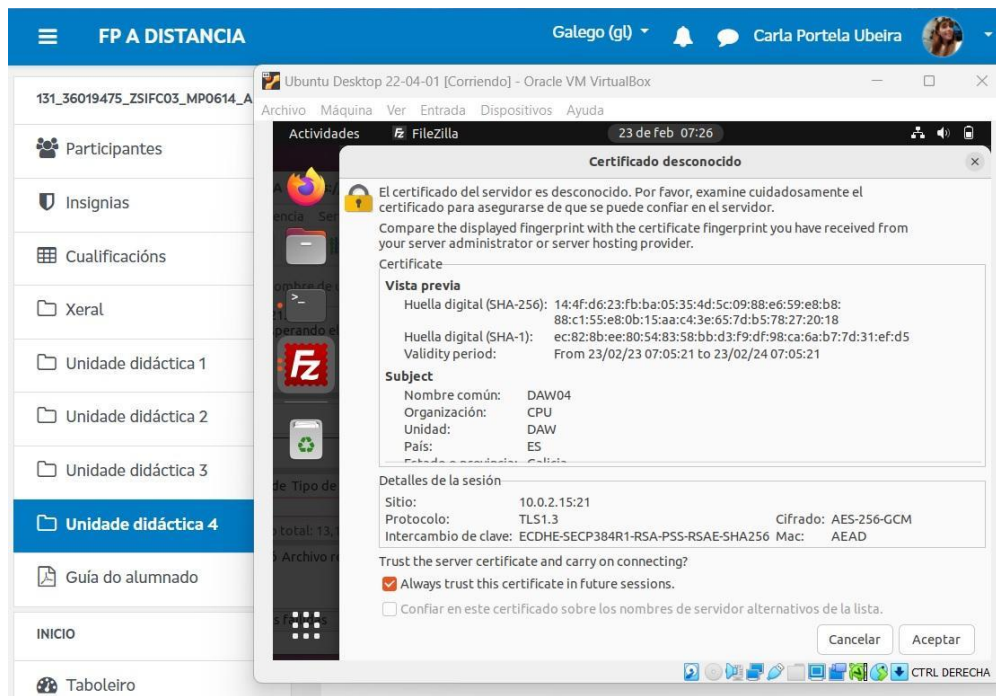 FP A DISTANCIA
Galego (gl)
Carla Portela Ubeira
131_36019475_ZSIFC03_MP0614_A
Participantes
Insignias
Cualificacións
Xeral
Unidade didáctica 1
Unidade didáctica 2
Unidade didáctica 3
Unidade didáctica 4
Guía do alumnado
INICIO
Taboleiro
Ubuntu Desktop 22-04-01 [Corriendo] - Oracle VM VirtualBox
Archivo Máquina Ver Entrada Dispositivos Ayuda
Actividades FileZilla 23 de feb 07:26
Certificado desconocido
El certificado del servidor es desconocido. Por favor, examine cuidadosamente el
certificado para asegurarse de que se puede confiar en el servidor.
Compare the displayed fingerprint with the certificate fingerprint you have received from
your server administrator or server hosting provider.
Certificate
Vista previa
Huella digital (SHA-256): 14:4f:d6:23:fb:ba:05:35:4d:5c:09:88:e6:59:e8:b8:
88:c1:55:e8:0b:15:aa:c4:3e:65:7d:b5:78:27:20:18
Huella digital (SHA-1): ec:82:8b:ee:80:54:83:58:bb:d3:f9:df:98:ca:6a:b7:7d:31:ef:d5
Validity period: From 23/02/23 07:05:21 to 23/02/24 07:05:21
Subject
Nombre común: DAW04
Organización: CPU
Unidad: DAW
País: ES
Estado o provincia: Galicia
Detalles de la sesión
Sitio: 10.0.2.15:21
Protocolo: TLS1.3 Cifrado: AES-256-GCM
Intercambio de clave: ECDHE-SECP384R1-RSA-PSS-RSAE-SHA256 Mac: AEAD
Trust the server certificate and carry on connecting?
Always trust this certificate in future sessions.
Confiar en este certificado sobre los nombres de servidor alternativos de la lista.
Cancelar Aceptar
CTRL DERECHA